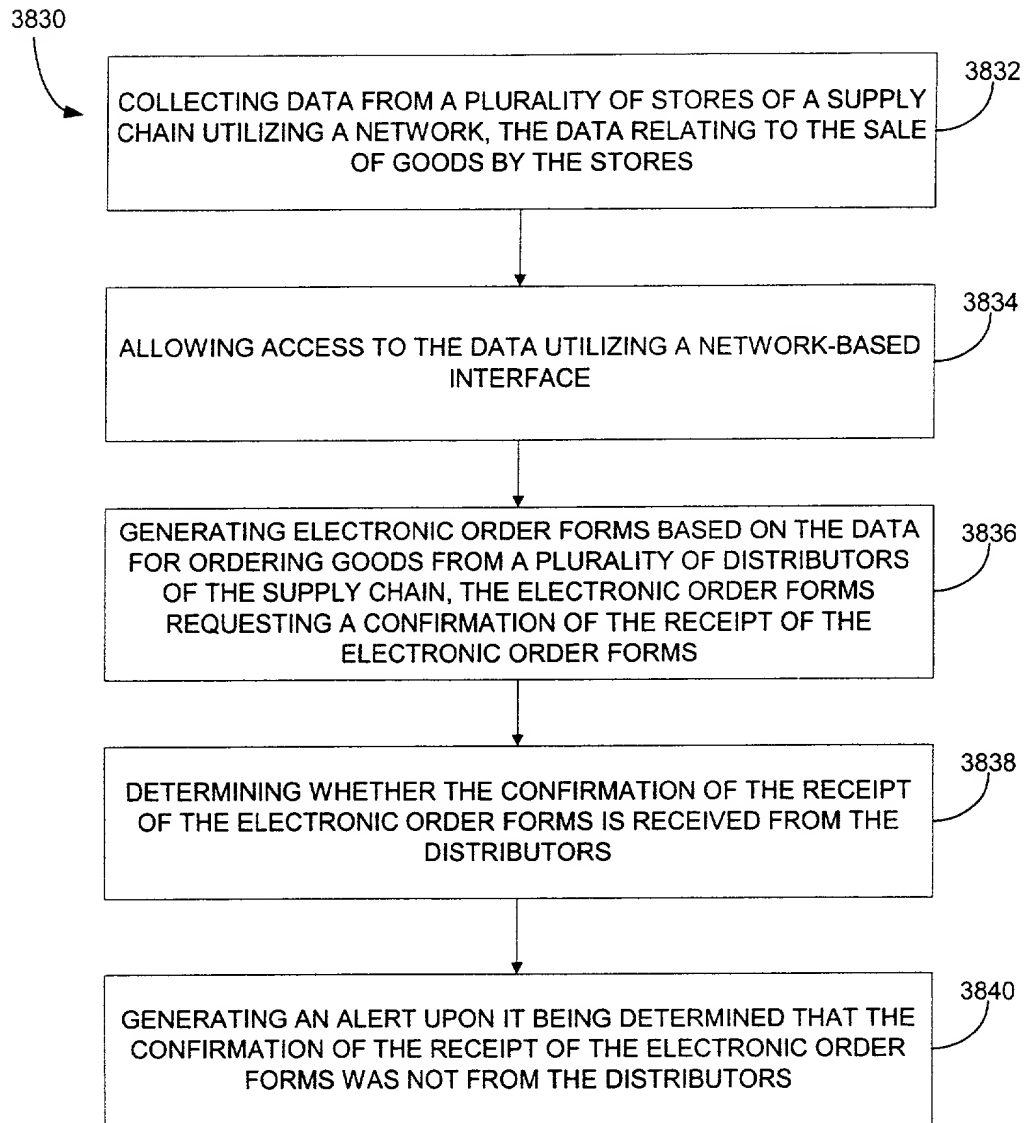 3830
3832
COLLECTING DATA FROM A PLURALITY OF STORES OF A SUPPLY
CHAIN UTILIZING A NETWORK, THE DATA RELATING TO THE SALE
OF GOODS BY THE STORES
3834
ALLOWING ACCESS TO THE DATA UTILIZING A NETWORK-BASED
INTERFACE
3836
GENERATING ELECTRONIC ORDER FORMS BASED ON THE DATA
FOR ORDERING GOODS FROM A PLURALITY OF DISTRIBUTORS
OF THE SUPPLY CHAIN, THE ELECTRONIC ORDER FORMS
REQUESTING A CONFIRMATION OF THE RECEIPT OF THE
ELECTRONIC ORDER FORMS
3838
DETERMINING WHETHER THE CONFIRMATION OF THE RECEIPT
OF THE ELECTRONIC ORDER FORMS IS RECEIVED FROM THE
DISTRIBUTORS
3840
GENERATING AN ALERT UPON IT BEING DETERMINED THAT THE
CONFIRMATION OF THE RECEIPT OF THE ELECTRONIC ORDER
FORMS WAS NOT FROM THE DISTRIBUTORS